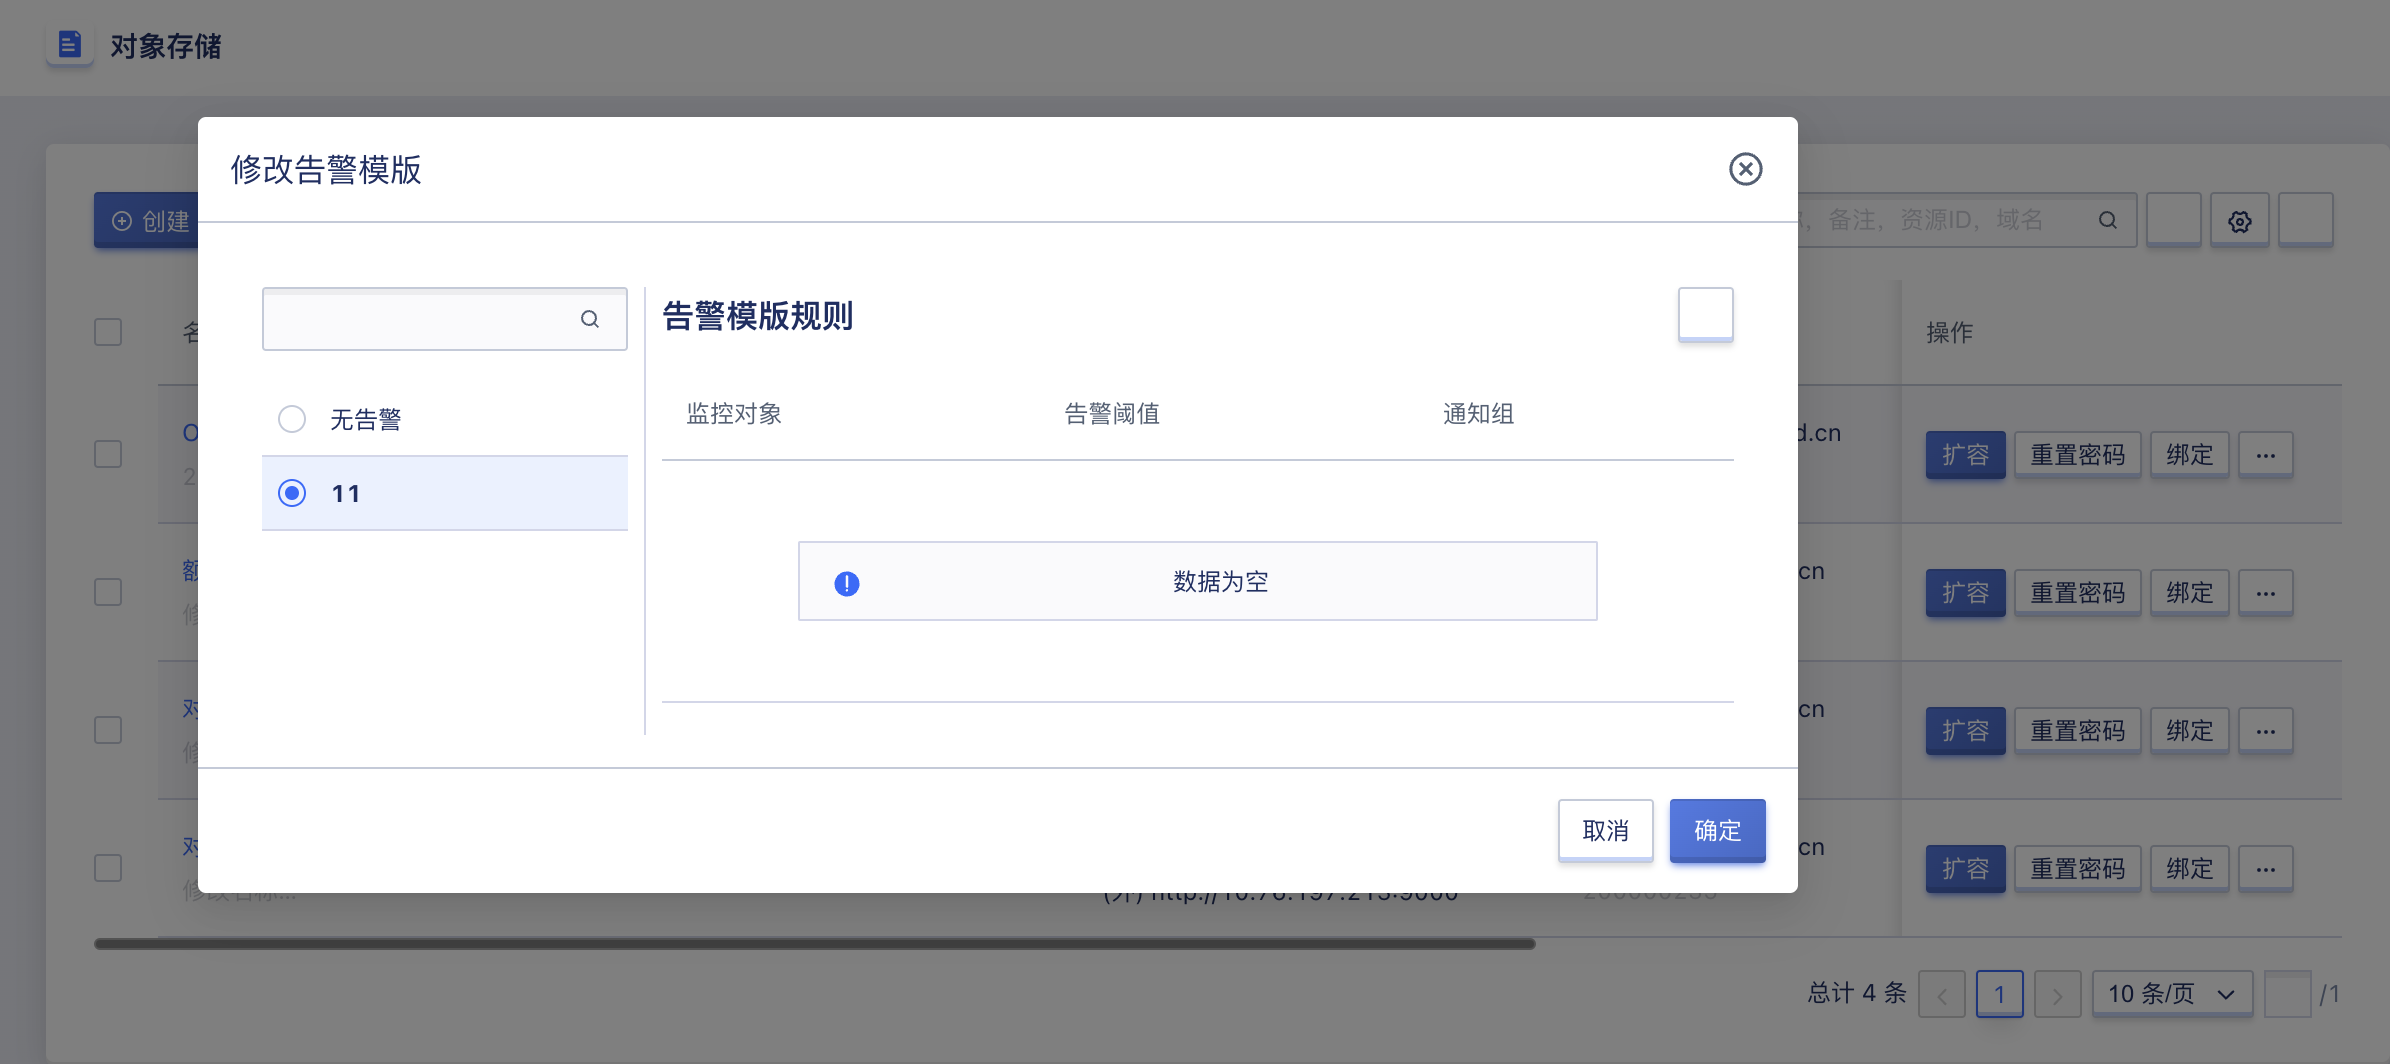 对象存储
修改告警模版
创建
备注，资源ID，域名
告警模版规则
操作
无告警
监控对象 告警阈值 通知组
11
d.cn
扩容 重置密码 绑定 ...
数据为空
cn
扩容 重置密码 绑定 ...
cn
扩容 重置密码 绑定 ...
取消 确定
cn
扩容 重置密码 绑定 ...
修改名称...
总计 4 条 1 10 条/页 /1